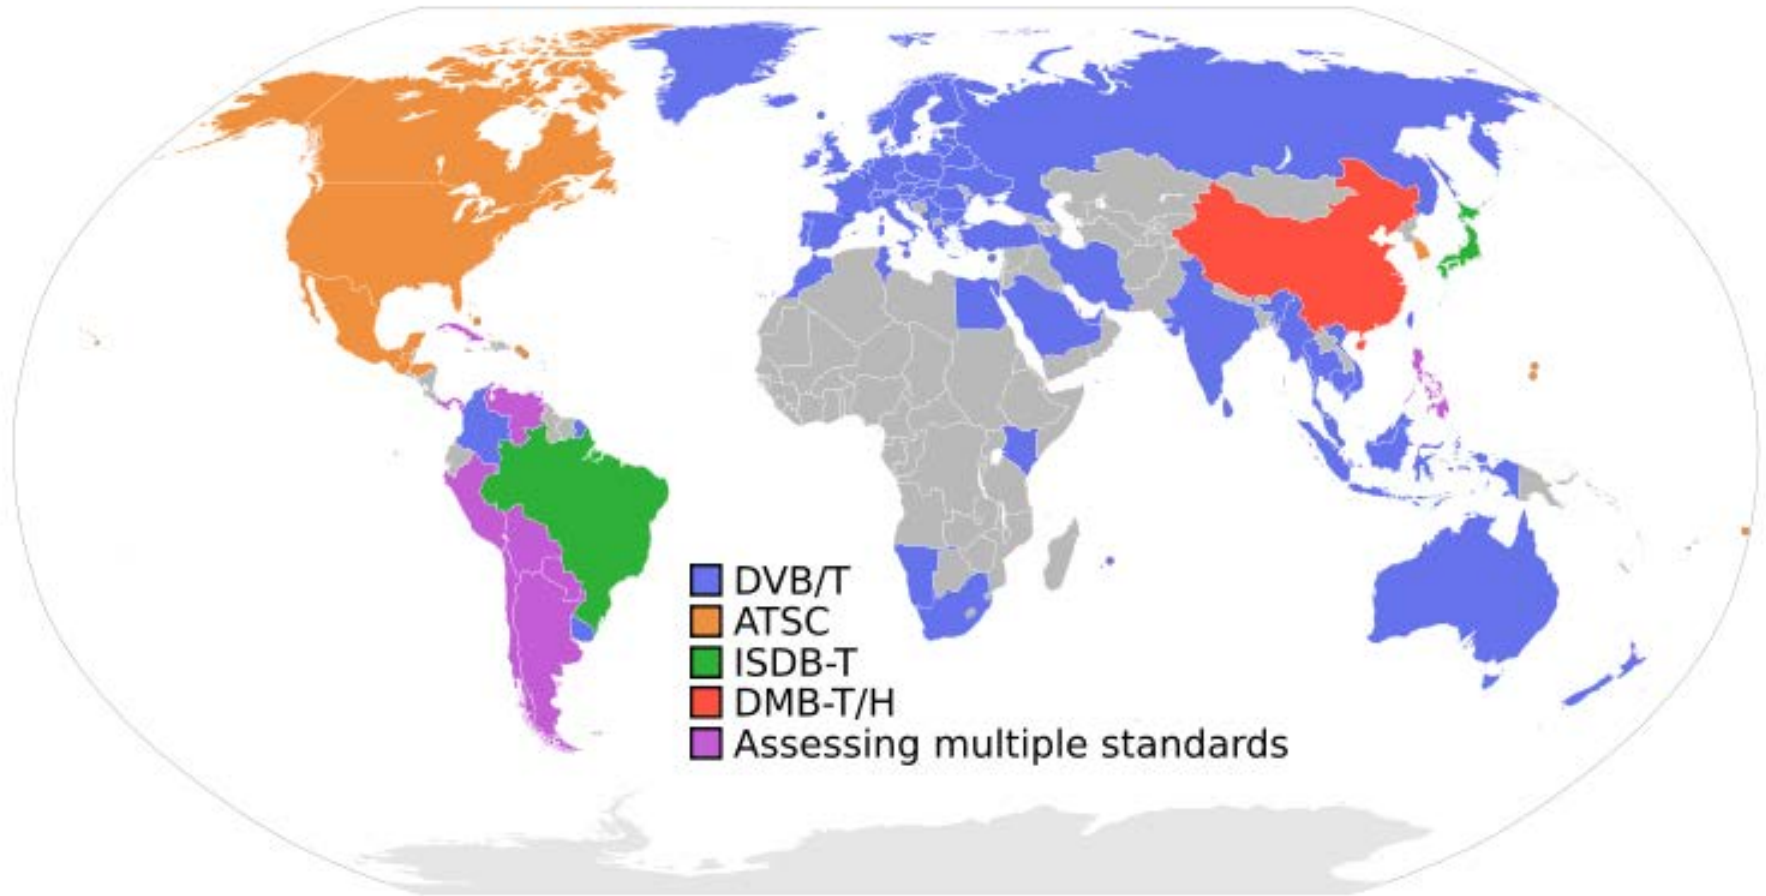 DVB/T
ATSC
ISDB-T
DMB-T/H
Assessing multiple standards